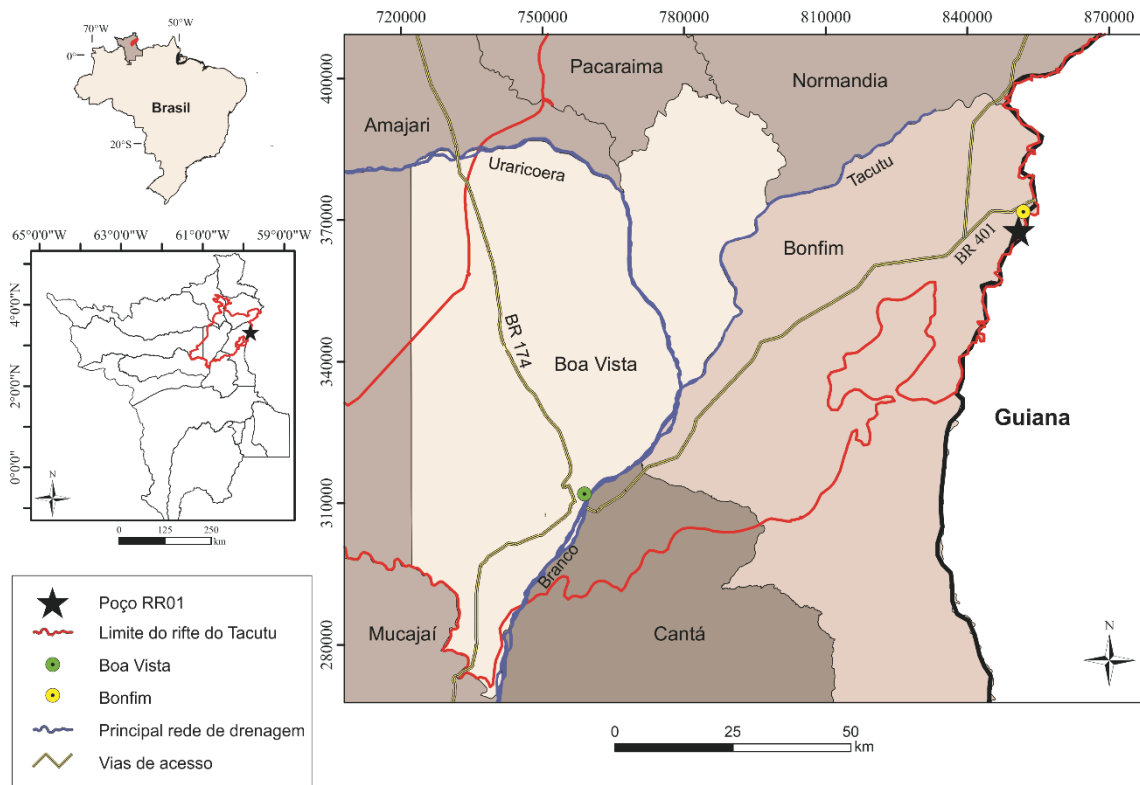 70°W
50°W
0°
Brasil
20°S
65°0'0"W
63°0'0"W
61°0'0"W
59°0'0"W
4°0'0"N
2°0'0"N
0°0'0"
N
0
125
250
km
Poço RR01
Limite do rifte do Tacutu
Boa Vista
Bonfim
Principal rede de drenagem
Vias de acesso
720000
750000
780000
810000
840000
870000
400000
370000
340000
310000
280000
Pacaraima
Normandia
Amajari
Uraricoera
Tacutu
Bonfim
BR 401
BR 174
Boa Vista
Guiana
Branco
Mucajaí
Cantá
N
0
25
50
km